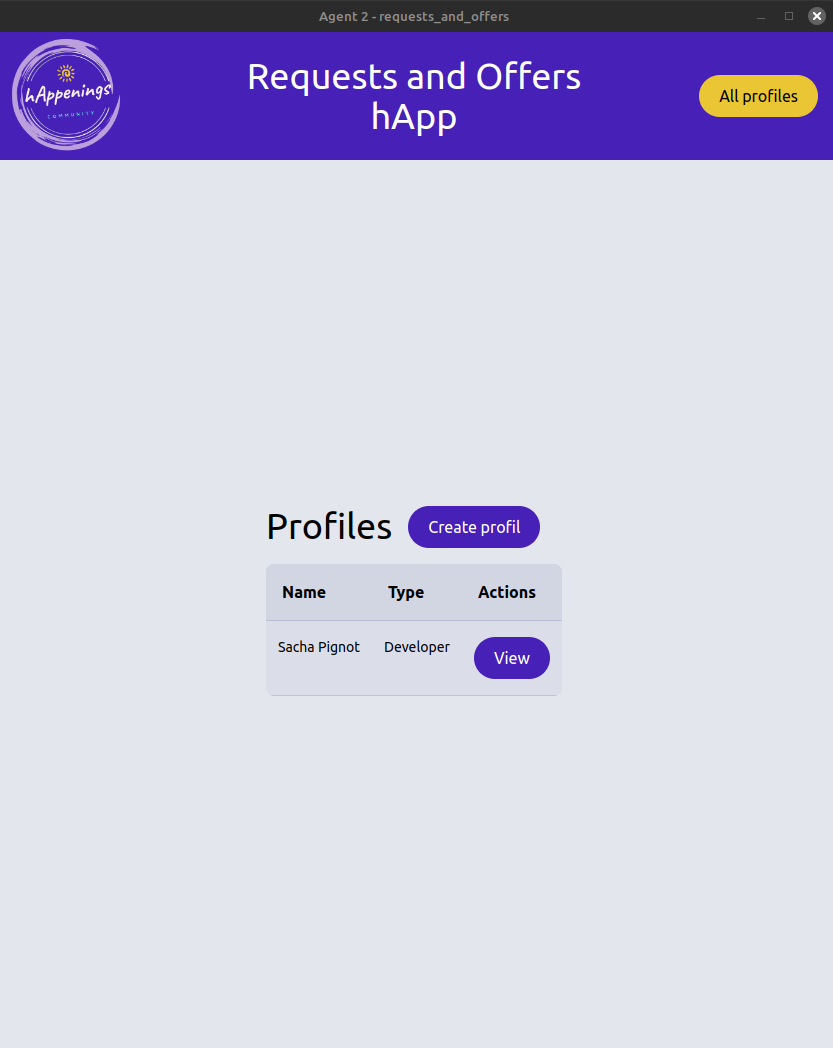 Agent 2 - requests_and_offers
hAppenings
COMMUNITY
Requests and Offers
hApp
All profiles
Profiles
Create profil
Name Type Actions
Sacha Pignot Developer View